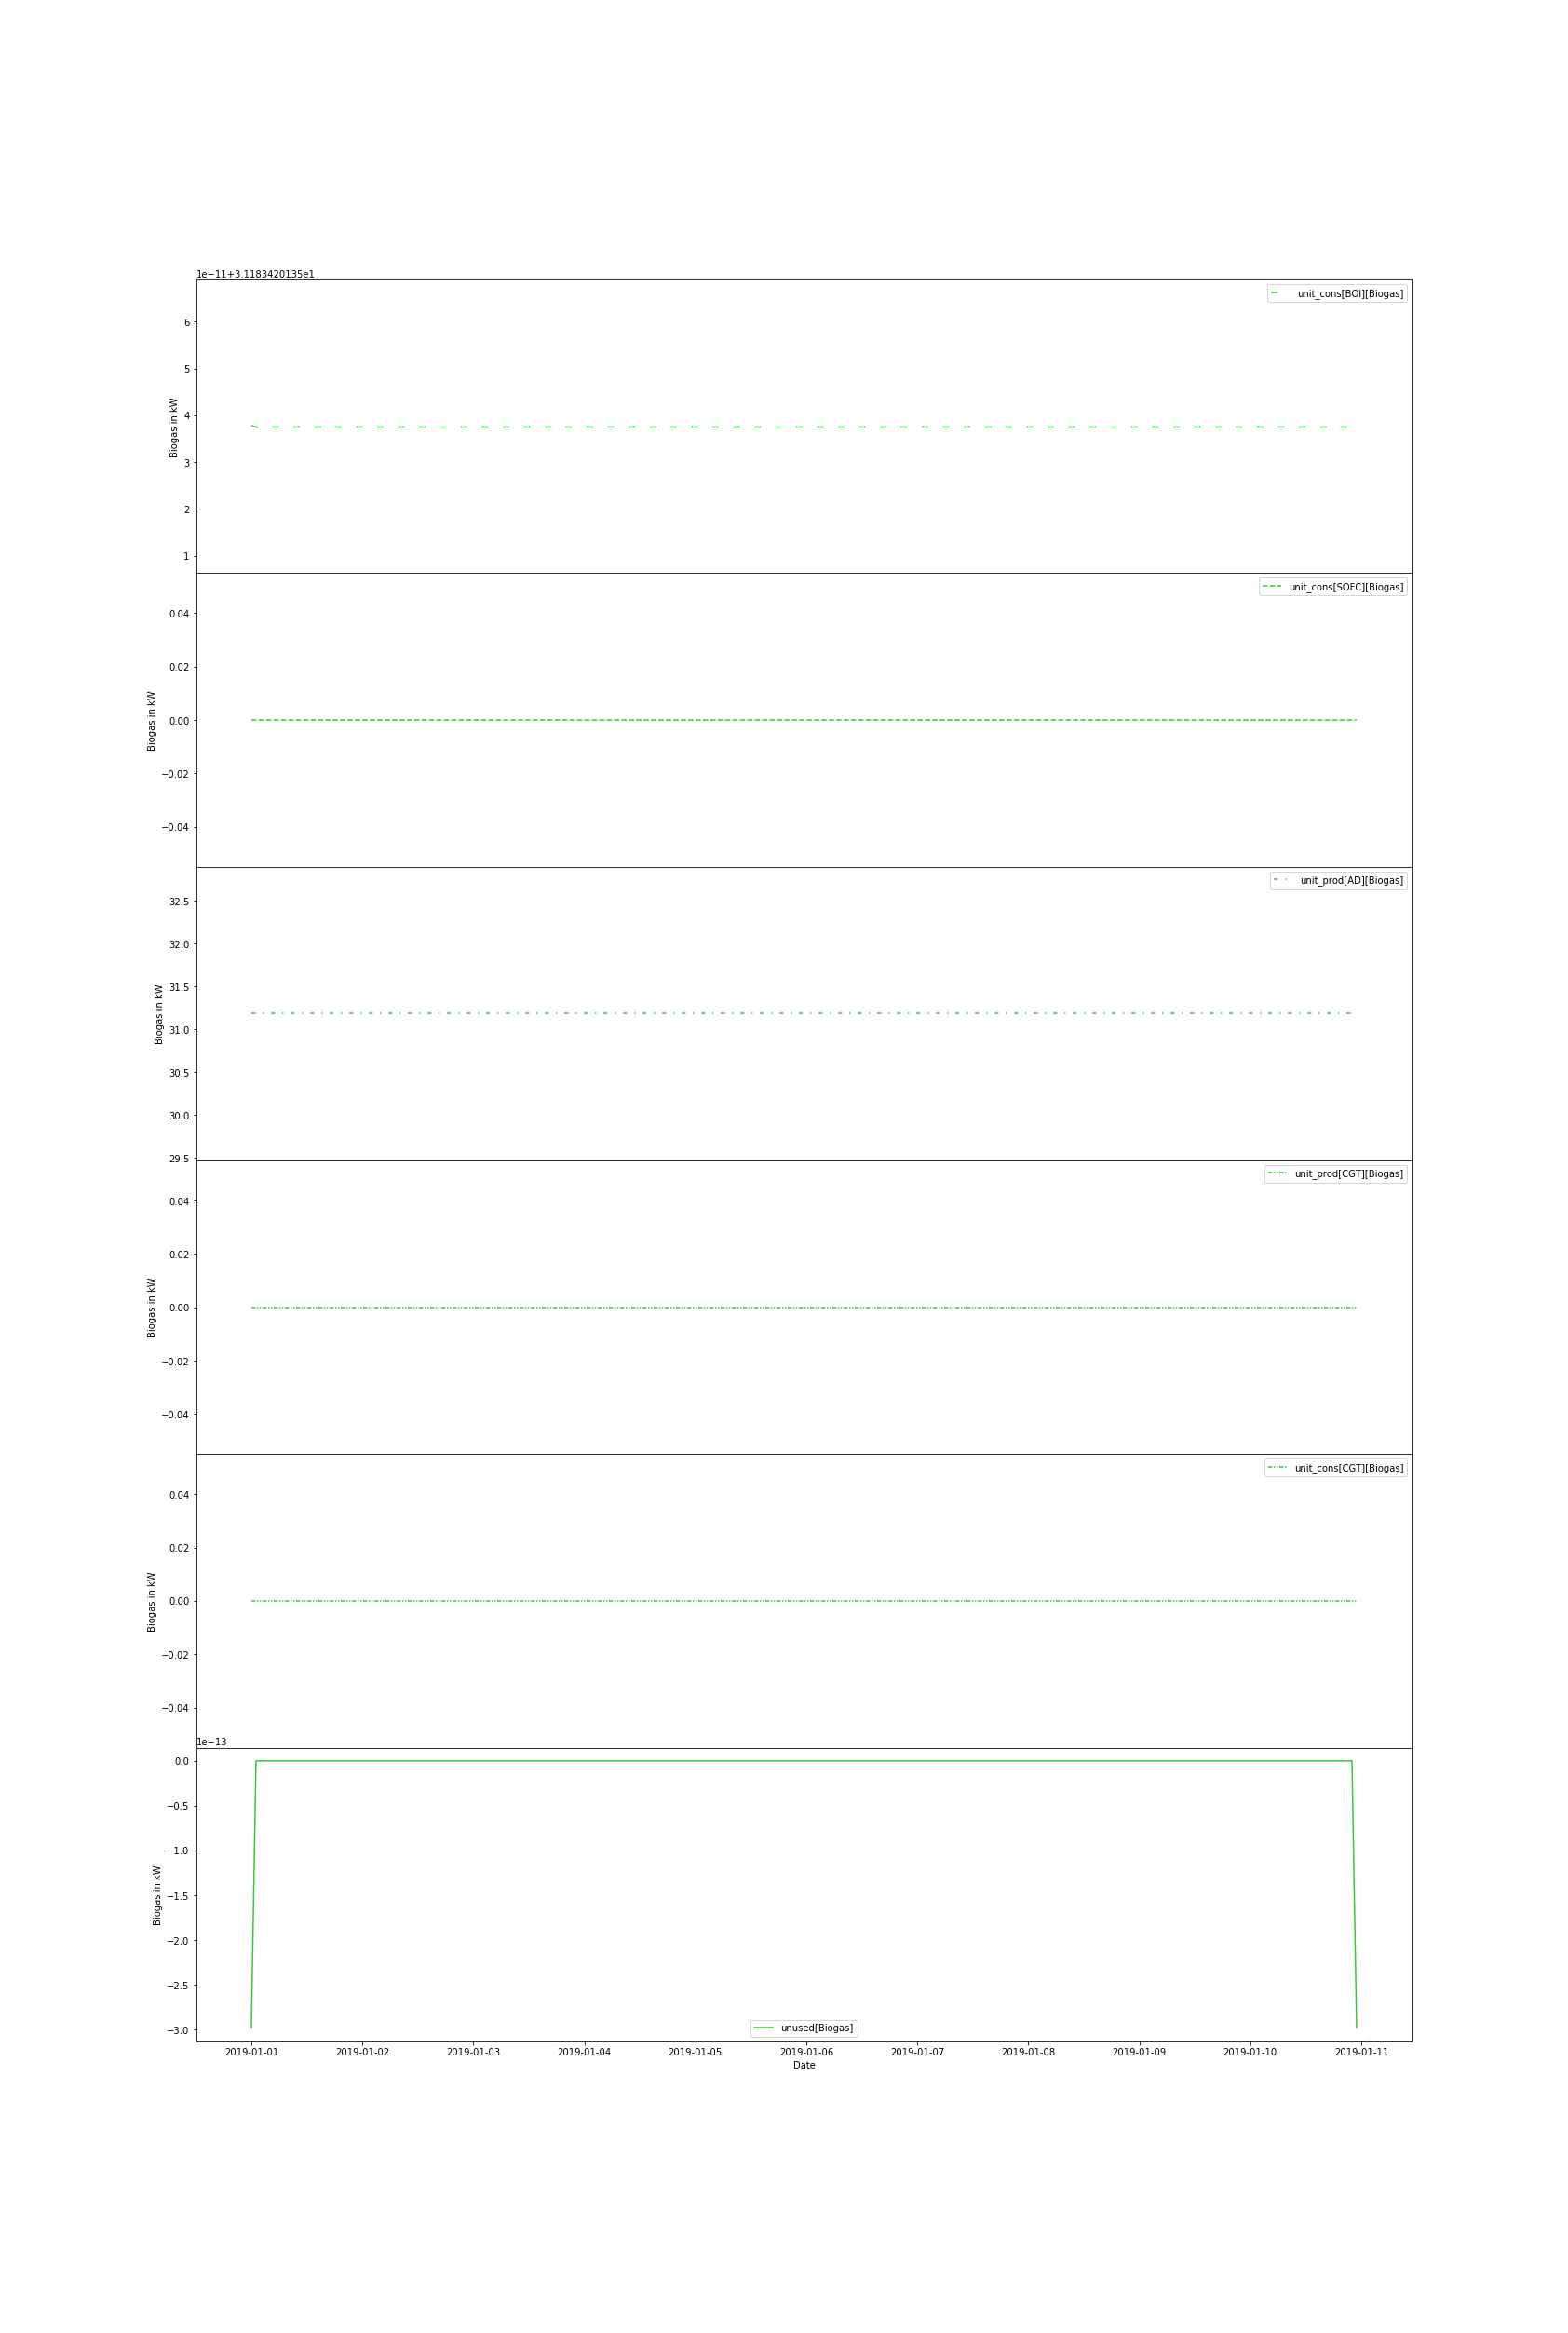 1e−11+3.1183420135e1
unit_cons[BOI][Biogas]
6
5
4
3
2
1
Biogas in kW
unit_cons[SOFC][Biogas]
0.04
0.02
0.00
−0.02
−0.04
Biogas in kW
unit_prod[AD][Biogas]
32.5
32.0
31.5
31.0
30.5
30.0
29.5
Biogas in kW
unit_prod[CGT][Biogas]
0.04
0.02
0.00
−0.02
−0.04
Biogas in kW
unit_cons[CGT][Biogas]
0.04
0.02
0.00
−0.02
−0.04
Biogas in kW
1e−13
0.0
−0.5
−1.0
−1.5
−2.0
−2.5
−3.0
Biogas in kW
unused[Biogas]
2019-01-01 2019-01-02 2019-01-03 2019-01-04 2019-01-05 2019-01-06 2019-01-07 2019-01-08 2019-01-09 2019-01-10 2019-01-11
Date